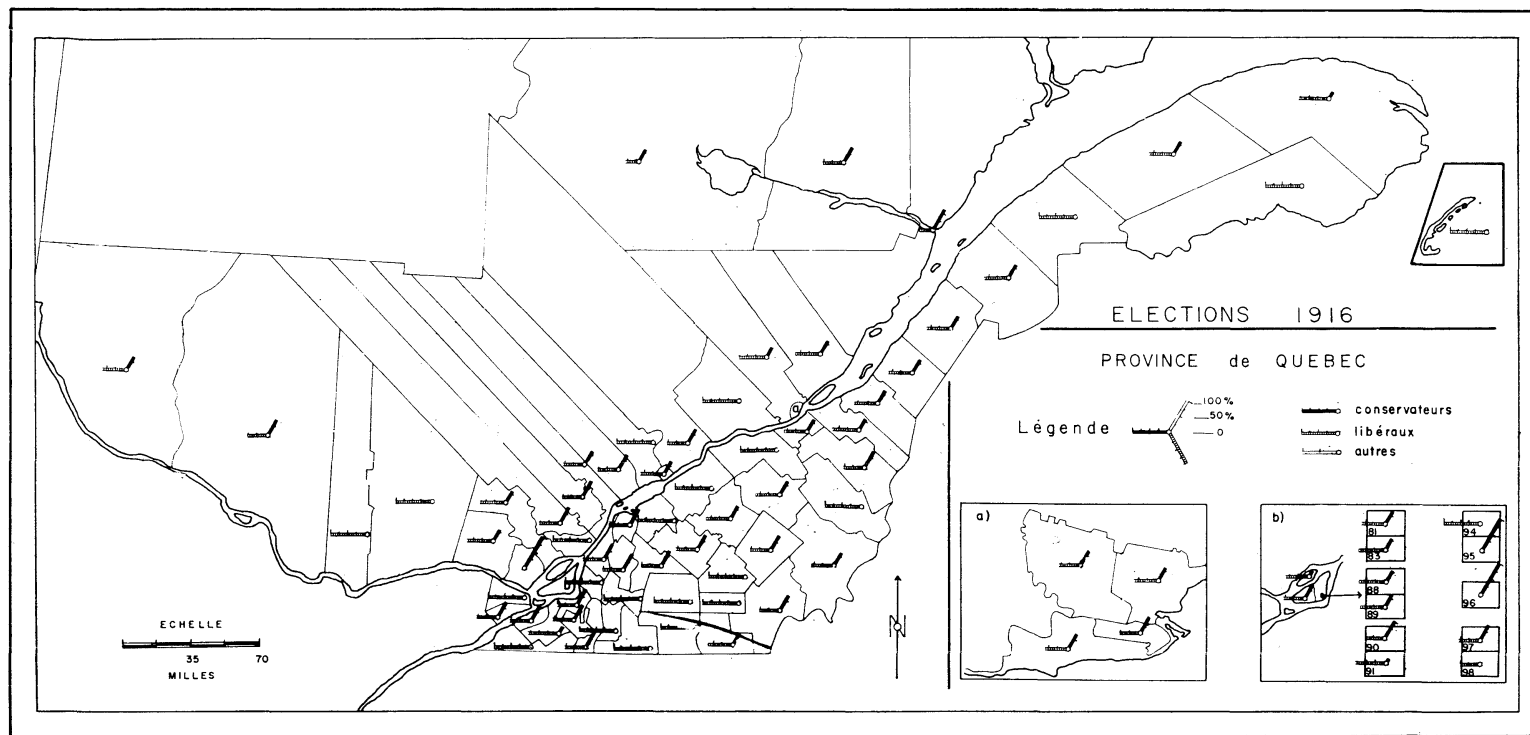 ELECTIONS 1916
PROVINCE de QUÉBEC
Légende
100%
50%
0
conservateurs
libéraux
autres
ECHELLE
35 70
MILLES
N
a)
b)
81
83
88
89
90
91
94
95
96
97
98